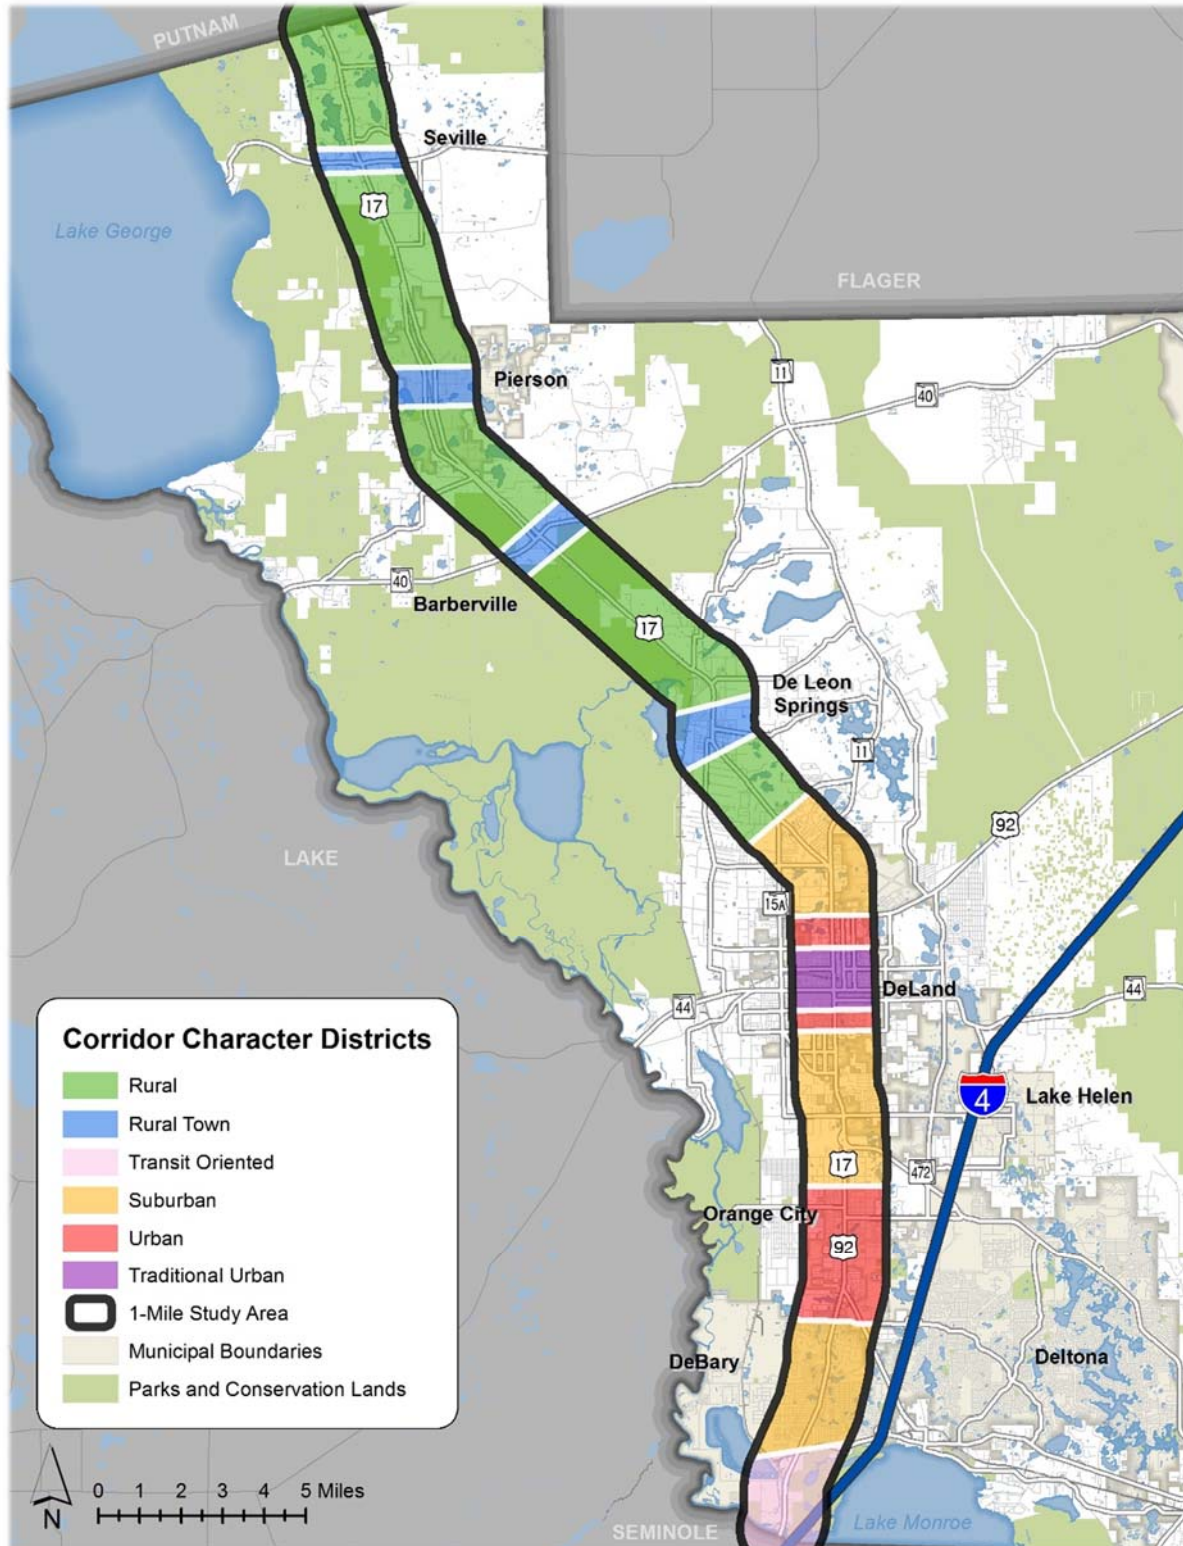 PUTNAM
Seville
17
Lake George
FLAGER
Pierson
11
40
40
Barberville
17
De Leon
Springs
11
92
LAKE
15A
DeLand
44
44
4
Lake Helen
17
472
Orange City
92
DeBary
Deltona
SEMINOLE
Lake Monroe
Corridor Character Districts
Rural
Rural Town
Transit Oriented
Suburban
Urban
Traditional Urban
1-Mile Study Area
Municipal Boundaries
Parks and Conservation Lands
N
0 1 2 3 4 5 Miles